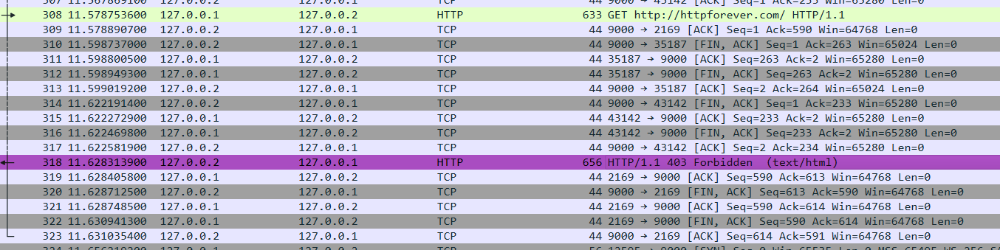 307 11.567869100 127.0.0.2 127.0.0.1 TCP 44 9000 → 43142 [ACK] Seq=1 Ack=233 Win=65280 Len=0
308 11.578753600 127.0.0.1 127.0.0.2 HTTP 633 GET http://httpforever.com/ HTTP/1.1
309 11.578890700 127.0.0.2 127.0.0.1 TCP 44 9000 → 2169 [ACK] Seq=1 Ack=590 Win=64768 Len=0
310 11.598737000 127.0.0.2 127.0.0.1 TCP 44 9000 → 35187 [FIN, ACK] Seq=1 Ack=263 Win=65024 Len=0
311 11.598800500 127.0.0.1 127.0.0.2 TCP 44 35187 → 9000 [ACK] Seq=263 Ack=2 Win=65280 Len=0
312 11.598949300 127.0.0.1 127.0.0.2 TCP 44 35187 → 9000 [FIN, ACK] Seq=263 Ack=2 Win=65280 Len=0
313 11.599019200 127.0.0.2 127.0.0.1 TCP 44 9000 → 35187 [ACK] Seq=2 Ack=264 Win=65024 Len=0
314 11.622191400 127.0.0.2 127.0.0.1 TCP 44 9000 → 43142 [FIN, ACK] Seq=1 Ack=233 Win=65280 Len=0
315 11.622272900 127.0.0.1 127.0.0.2 TCP 44 43142 → 9000 [ACK] Seq=233 Ack=2 Win=65280 Len=0
316 11.622469800 127.0.0.1 127.0.0.2 TCP 44 43142 → 9000 [FIN, ACK] Seq=233 Ack=2 Win=65280 Len=0
317 11.622581900 127.0.0.2 127.0.0.1 TCP 44 9000 → 43142 [ACK] Seq=2 Ack=234 Win=65280 Len=0
318 11.628313900 127.0.0.2 127.0.0.1 HTTP 656 HTTP/1.1 403 Forbidden (text/html)
319 11.628405800 127.0.0.1 127.0.0.2 TCP 44 2169 → 9000 [ACK] Seq=590 Ack=613 Win=64768 Len=0
320 11.628712500 127.0.0.2 127.0.0.1 TCP 44 9000 → 2169 [FIN, ACK] Seq=613 Ack=590 Win=64768 Len=0
321 11.628748500 127.0.0.1 127.0.0.2 TCP 44 2169 → 9000 [ACK] Seq=590 Ack=614 Win=64768 Len=0
322 11.630941300 127.0.0.1 127.0.0.2 TCP 44 2169 → 9000 [FIN, ACK] Seq=590 Ack=614 Win=64768 Len=0
323 11.631035400 127.0.0.2 127.0.0.1 TCP 44 9000 → 2169 [ACK] Seq=614 Ack=591 Win=64768 Len=0